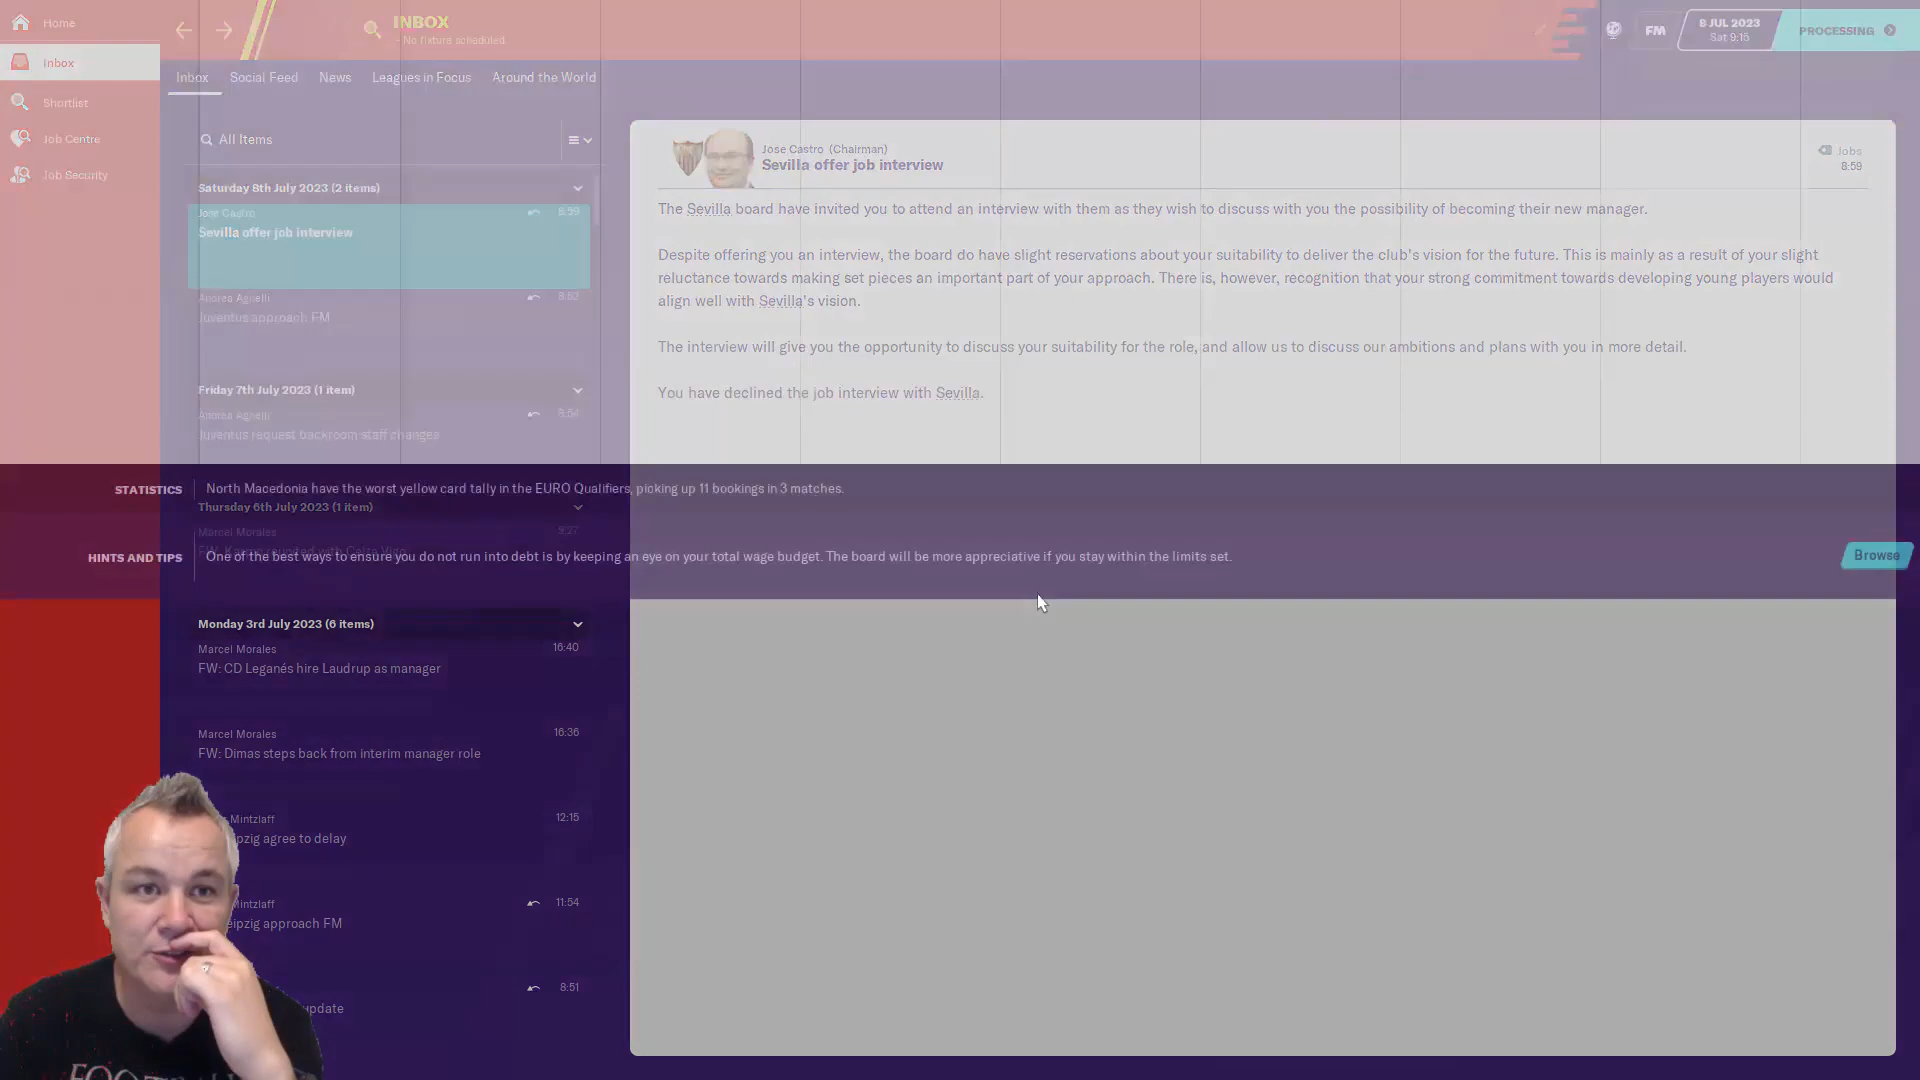 Home
INBOX
- No fixture scheduled.
FM
8 JUL 2023
Sat 9:15
PROCESSING
Inbox
Shortlist
Job Centre
Job Security
Inbox
Social Feed
News
Leagues in Focus
Around the World
All Items
Saturday 8th July 2023 (2 items)
Jose Castro
8:59
Sevilla offer job interview
Andrea Agnelli
8:52
Juventus approach FM
Friday 7th July 2023 (1 item)
Andrea Agnelli
8:54
Juventus request backroom staff changes
Jose Castro (Chairman)
Sevilla offer job interview
Jobs
8:59
The Sevilla board have invited you to attend an interview with them as they wish to discuss with you the possibility of becoming their new manager.
Despite offering you an interview, the board do have slight reservations about your suitability to deliver the club's vision for the future. This is mainly as a result of your slight
reluctance towards making set pieces an important part of your approach. There is, however, recognition that your strong commitment towards developing young players would
align well with Sevilla's vision.
The interview will give you the opportunity to discuss your suitability for the role, and allow us to discuss our ambitions and plans with you in more detail.
You have declined the job interview with Sevilla.
STATISTICS
North Macedonia have the worst yellow card tally in the EURO Qualifiers, picking up 11 bookings in 3 matches.
Thursday 6th July 2023 (1 item)
Marcel Morales
9:27
HINTS AND TIPS
One of the best ways to ensure you do not run into debt is by keeping an eye on your total wage budget. The board will be more appreciative if you stay within the limits set.
Browse
Monday 3rd July 2023 (6 items)
Marcel Morales
16:40
FW: CD Leganés hire Laudrup as manager
Marcel Morales
16:36
FW: Dimas steps back from interim manager role
Mintzlaff
12:15
pzig agree to delay
Mintzlaff
11:54
eipzig approach FM
8:51
update